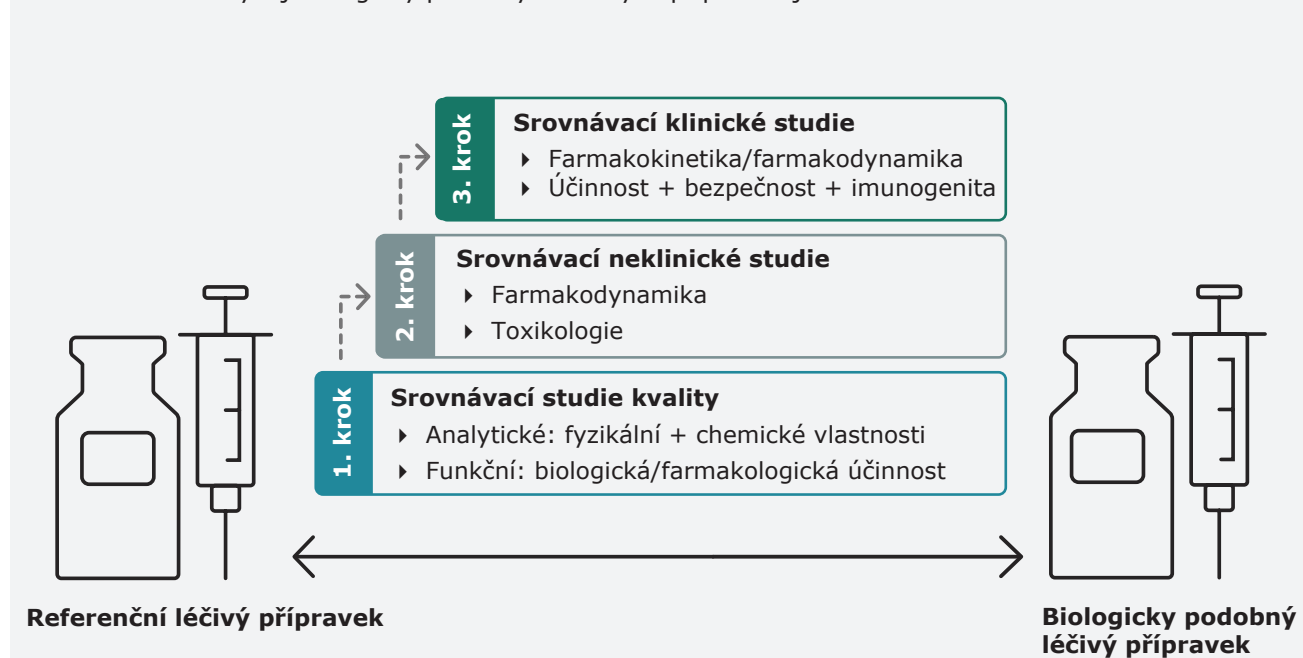 3. krok
Srovnávací klinické studie
‣ Farmakokinetika/farmakodynamika
‣ Účinnost + bezpečnost + imunogenita
2. krok
Srovnávací neklinické studie
‣ Farmakodynamika
‣ Toxikologie
1. krok
Srovnávací studie kvality
‣ Analytické: fyzikální + chemické vlastnosti
‣ Funkční: biologická/farmakologická účinnost
Referenční léčivý přípravek
Biologicky podobný
léčivý přípravek